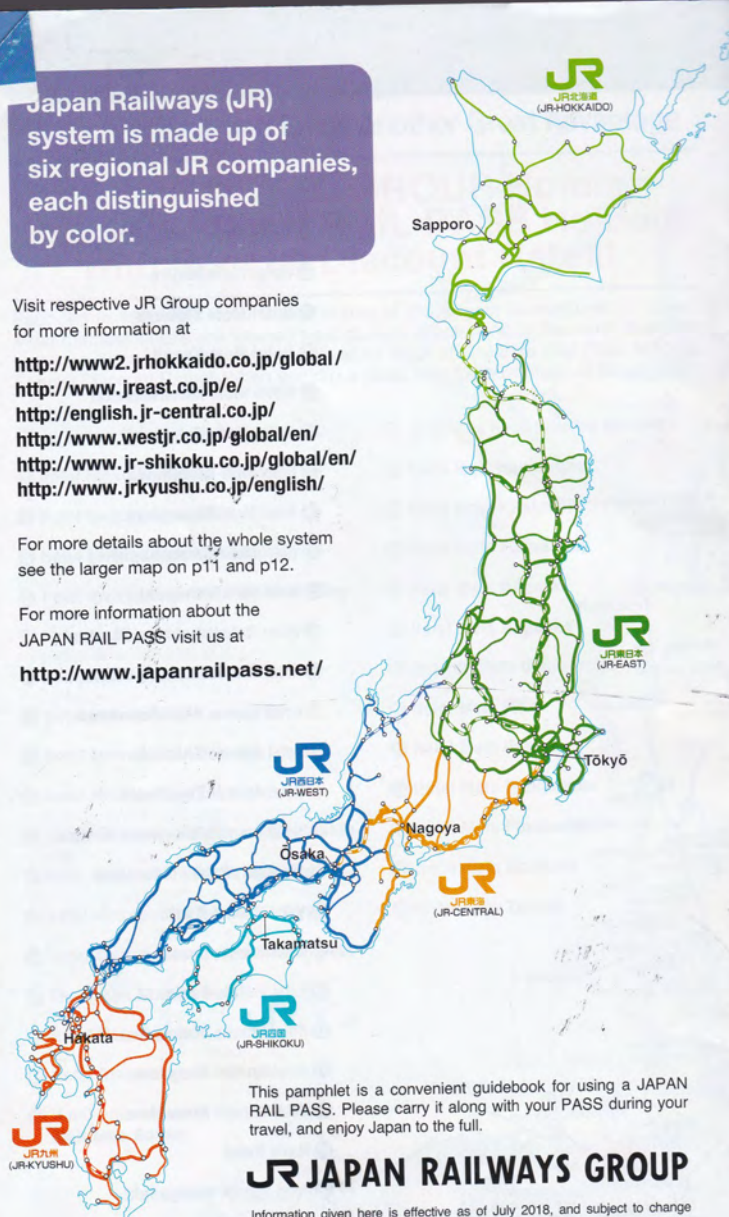 Japan Railways (JR)
system is made up of
six regional JR companies,
each distinguished
by color.
Visit respective JR Group companies
for more information at
http://www2.jrhokkaido.co.jp/global/
http://www.jreast.co.jp/e/
http://english.jr-central.co.jp/
http://www.westjr.co.jp/global/en/
http://www.jr-shikoku.co.jp/global/en/
http://www.jrkyushu.co.jp/english/
For more details about the whole system
see the larger map on p11 and p12.
For more information about the
JAPAN RAIL PASS visit us at
http://www.japanrailpass.net/
JR
JR北海道
(JR-HOKKAIDO)
Sapporo
JR
JR東日本
(JR-EAST)
Tōkyō
JR
JR西日本
(JR-WEST)
Nagoya
Ōsaka
JR
JR東海
(JR-CENTRAL)
Takamatsu
JR
JR四国
(JR-SHIKOKU)
Hakata
JR
JR九州
(JR-KYUSHU)
This pamphlet is a convenient guidebook for using a JAPAN
RAIL PASS. Please carry it along with your PASS during your
travel, and enjoy Japan to the full.
JR JAPAN RAILWAYS GROUP
Information given here is effective as of July 2018, and subject to change